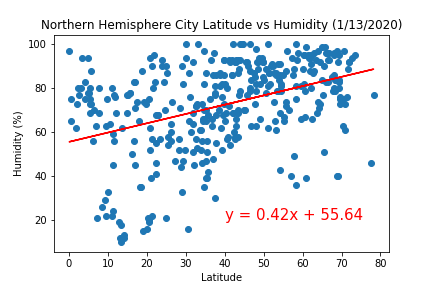 Northern Hemisphere City Latitude vs Humidity (1/13/2020)
100
80
60
40
20
Humidity (%)
y = 0.42x + 55.64
0 10 20 30 40 50 60 70 80
Latitude